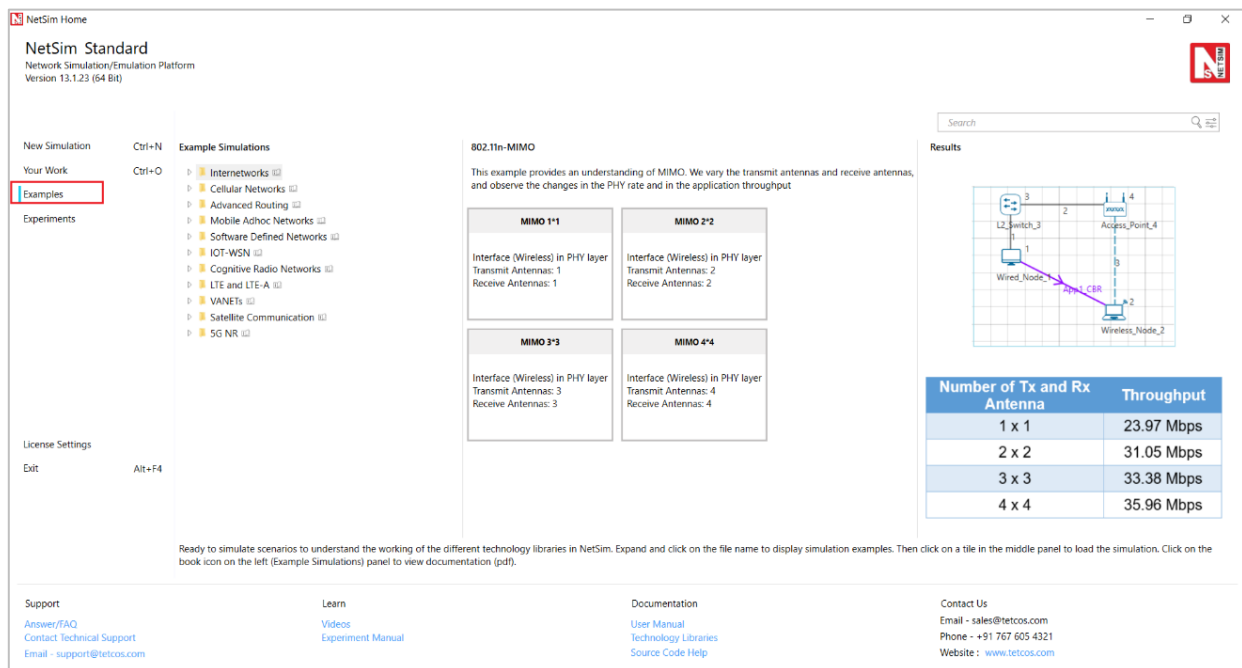 NetSim Home
NetSim Standard
Network Simulation/Emulation Platform
Version 13.1.23 (64 Bit)
NETSIM
Search
New Simulation Ctrl+N
Your Work Ctrl+O
Examples
Experiments
License Settings
Exit Alt+F4
Example Simulations
Internetworks
Cellular Networks
Advanced Routing
Mobile Adhoc Networks
Software Defined Networks
IOT-WSN
Cognitive Radio Networks
LTE and LTE-A
VANETs
Satellite Communication
5G NR
802.11n-MIMO
This example provides an understanding of MIMO. We vary the transmit antennas and receive antennas,
and observe the changes in the PHY rate and in the application throughput
MIMO 1*1
Interface (Wireless) in PHY layer
Transmit Antennas: 1
Receive Antennas: 1
MIMO 2*2
Interface (Wireless) in PHY layer
Transmit Antennas: 2
Receive Antennas: 2
MIMO 3*3
Interface (Wireless) in PHY layer
Transmit Antennas: 3
Receive Antennas: 3
MIMO 4*4
Interface (Wireless) in PHY layer
Transmit Antennas: 4
Receive Antennas: 4
Results
3 2 4
L2_Switch_3 Access_Point_4
1
1 3
Wired_Node_1
App1_CBR
2
Wireless_Node_2
Number of Tx and Rx Antenna Throughput
1 x 1 23.97 Mbps
2 x 2 31.05 Mbps
3 x 3 33.38 Mbps
4 x 4 35.96 Mbps
Ready to simulate scenarios to understand the working of the different technology libraries in NetSim. Expand and click on the file name to display simulation examples. Then click on a tile in the middle panel to load the simulation. Click on the
book icon on the left (Example Simulations) panel to view documentation (pdf).
Support
Answer/FAQ
Contact Technical Support
Email - support@tetcos.com
Learn
Videos
Experiment Manual
Documentation
User Manual
Technology Libraries
Source Code Help
Contact Us
Email - sales@tetcos.com
Phone - +91 767 605 4321
Website : www.tetcos.com